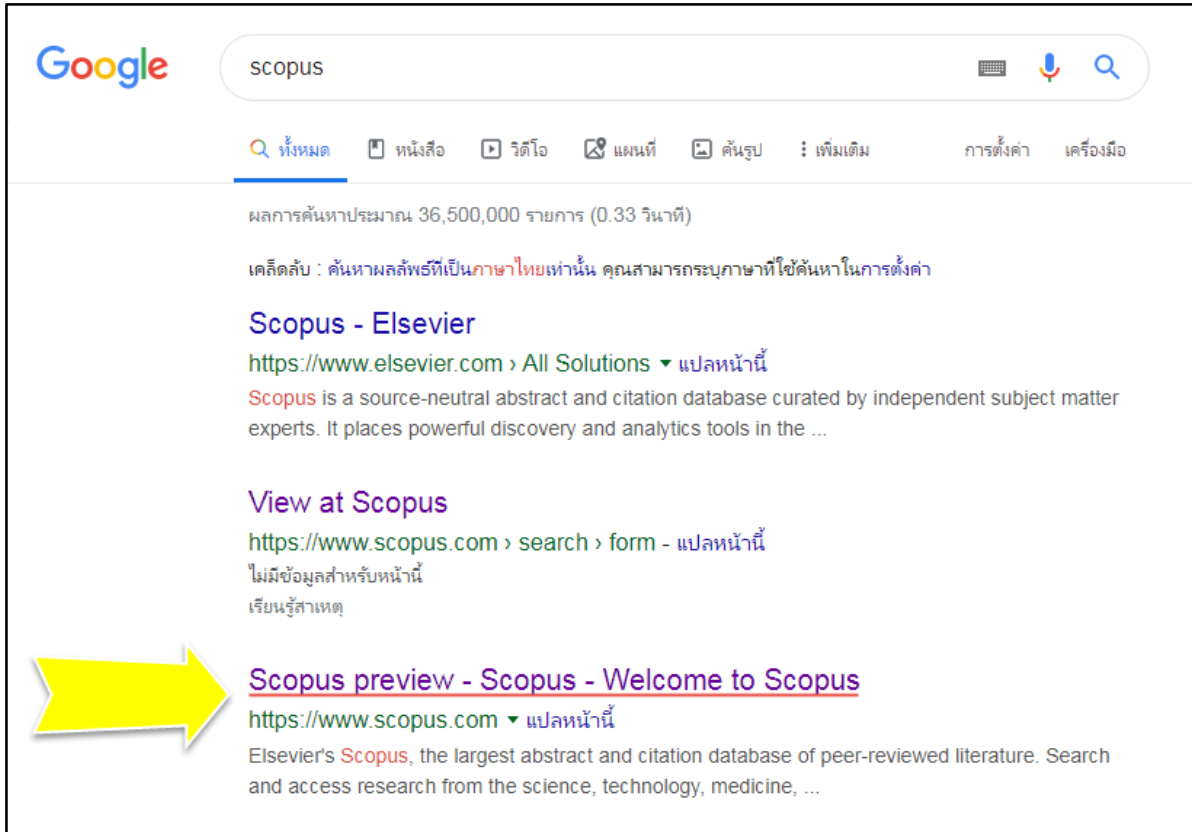 Google
scopus
ทั้งหมด หนังสือ วิดีโอ แผนที่ ค้นรูป เพิ่มเติม การตั้งค่า เครื่องมือ
ผลการค้นหาประมาณ 36,500,000 รายการ (0.33 วินาที)
เคล็ดลับ : ค้นหาผลลัพธ์ที่เป็นภาษาไทยเท่านั้น คุณสามารถระบุภาษาที่ใช้ค้นหาในการตั้งค่า
Scopus - Elsevier
https://www.elsevier.com › All Solutions ▾ แปลหน้านี้
Scopus is a source-neutral abstract and citation database curated by independent subject matter
experts. It places powerful discovery and analytics tools in the ...
View at Scopus
https://www.scopus.com › search › form - แปลหน้านี้
ไม่มีข้อมูลสำหรับหน้านี้
เรียนรู้สาเหตุ
Scopus preview - Scopus - Welcome to Scopus
https://www.scopus.com ▾ แปลหน้านี้
Elsevier's Scopus, the largest abstract and citation database of peer-reviewed literature. Search
and access research from the science, technology, medicine, ...